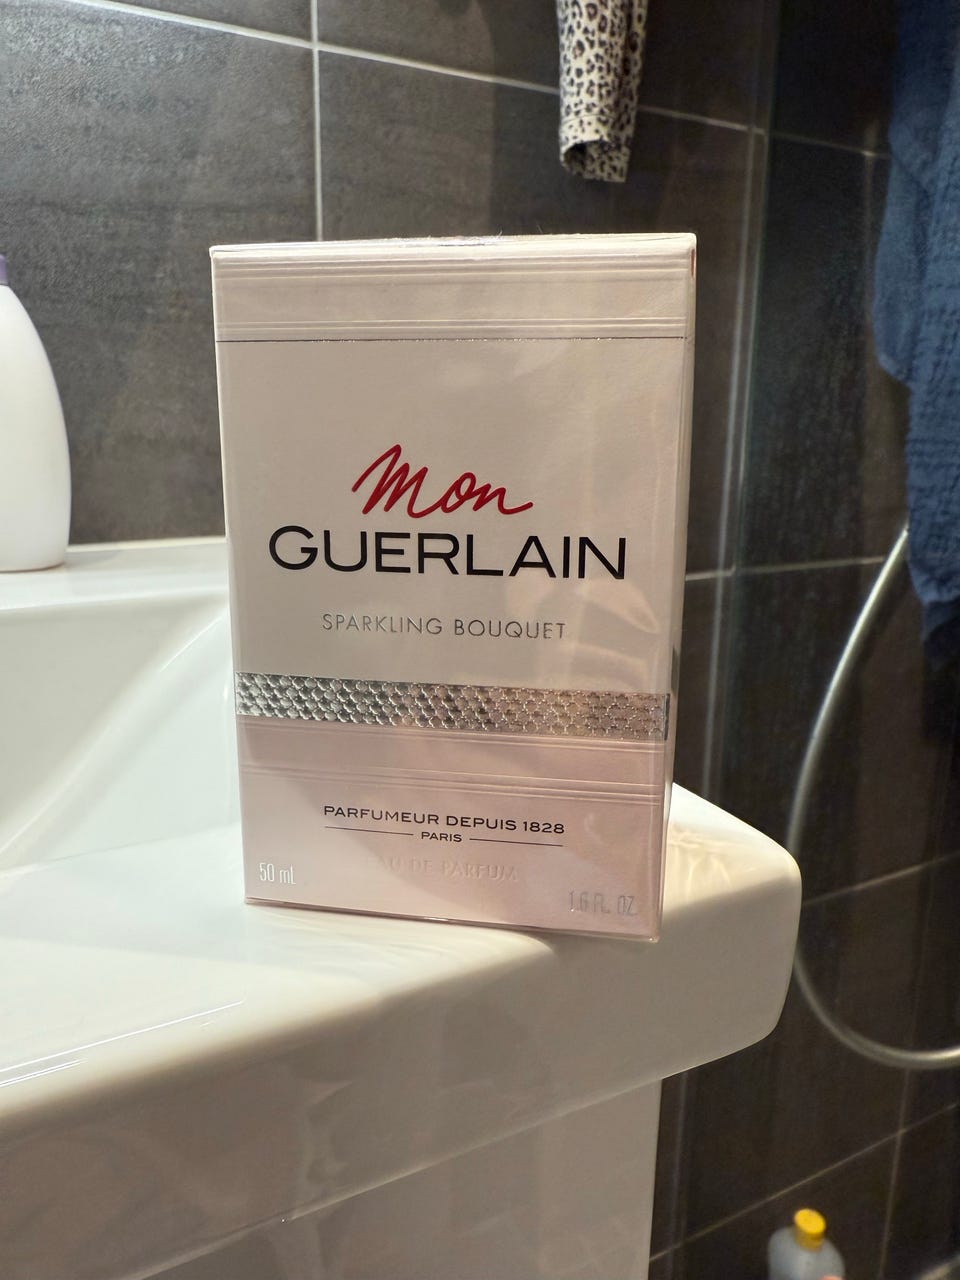 Mon
GUERLAIN
SPARKLING BOUQUET
PARFUMEUR DEPUIS 1828
PARIS
EAU DE PARFUM
50 mL
1.6 FL. OZ